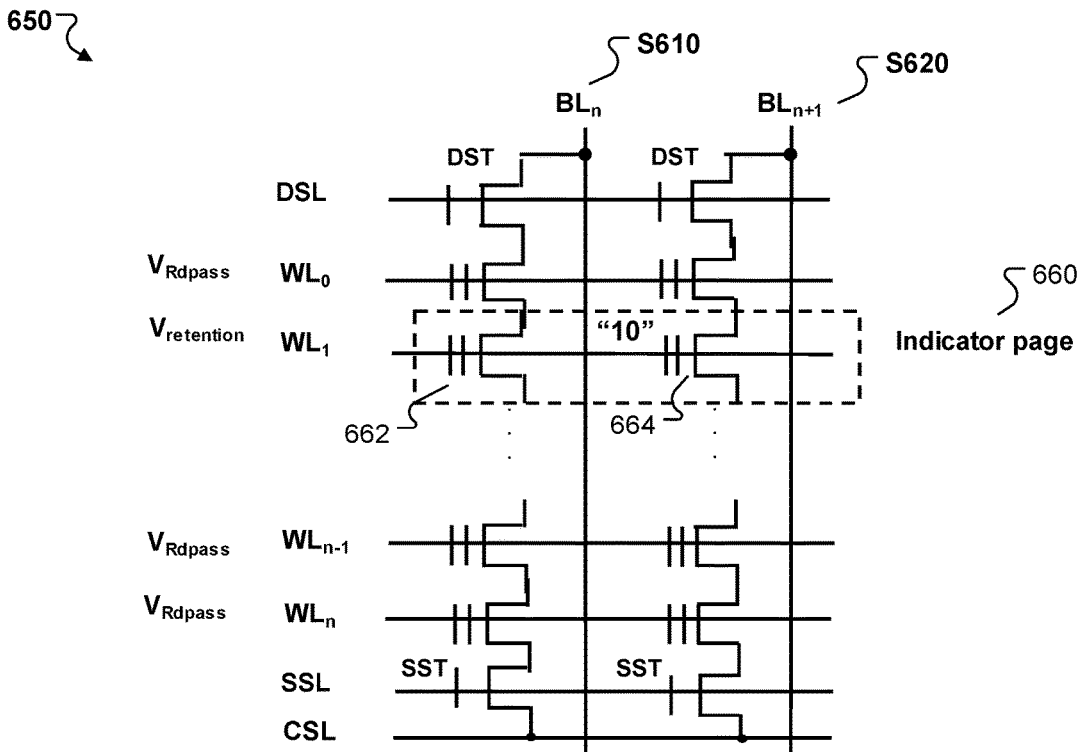 650
S610
S620
BLn
BLn+1
DST
DST
DSL
VRdpass
WL0
660
Vretention
WL1
“10”
Indicator page
662
664
VRdpass
WLn-1
VRdpass
WLn
SST
SST
SSL
CSL